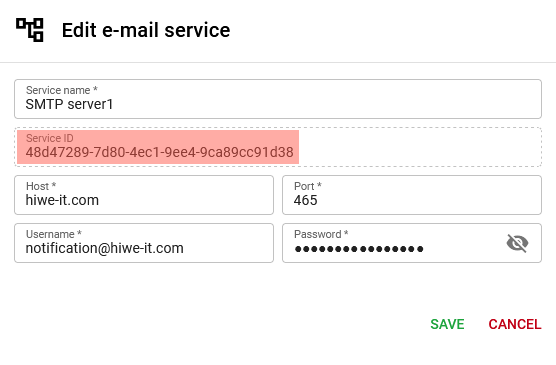 Edit e-mail service
Service name *
SMTP server1
Service ID
48d47289-7d80-4ec1-9ee4-9ca89cc91d38
Host * Port *
hiwe-it.com 465
Username * Password *
notification@hiwe-it.com ●●●●●●●●●●●●●●●●
SAVE CANCEL